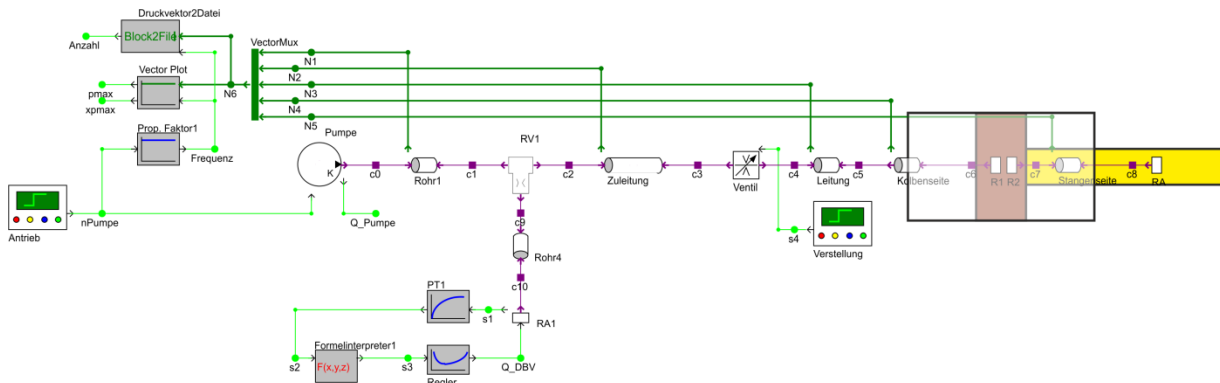 Druckvektor2Datei
Block2File
Anzahl
VectorMux
N1
N2
N3
N4
N5
N6
Vector Plot
pmax
xpmax
Prop. Faktor1
Frequenz
Pumpe
K
RV1
c0
Rohr1
c1
c2
Zuleitung
c3
Ventil
c4
Leitung
c5
Kolbenseite
c6
R1
R2
c7
Stangenseite
c8
RA
nPumpe
Antrieb
Q_Pumpe
c9
s4
Verstellung
Rohr4
c10
PT1
s1
RA1
Formelinterpreter1
s2
F(x,y,z)
s3
Regler
Q_DBV